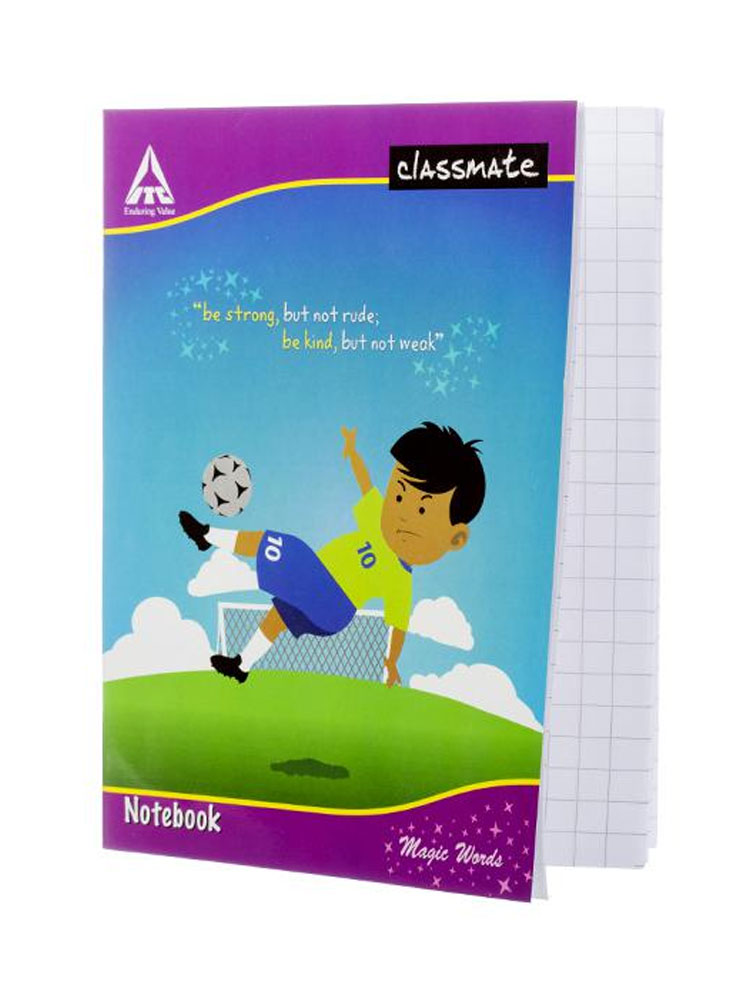 ITC
Enduring Value
classmate
"be strong, but not rude;
be kind, but not weak"
10
10
Notebook
Magic Words